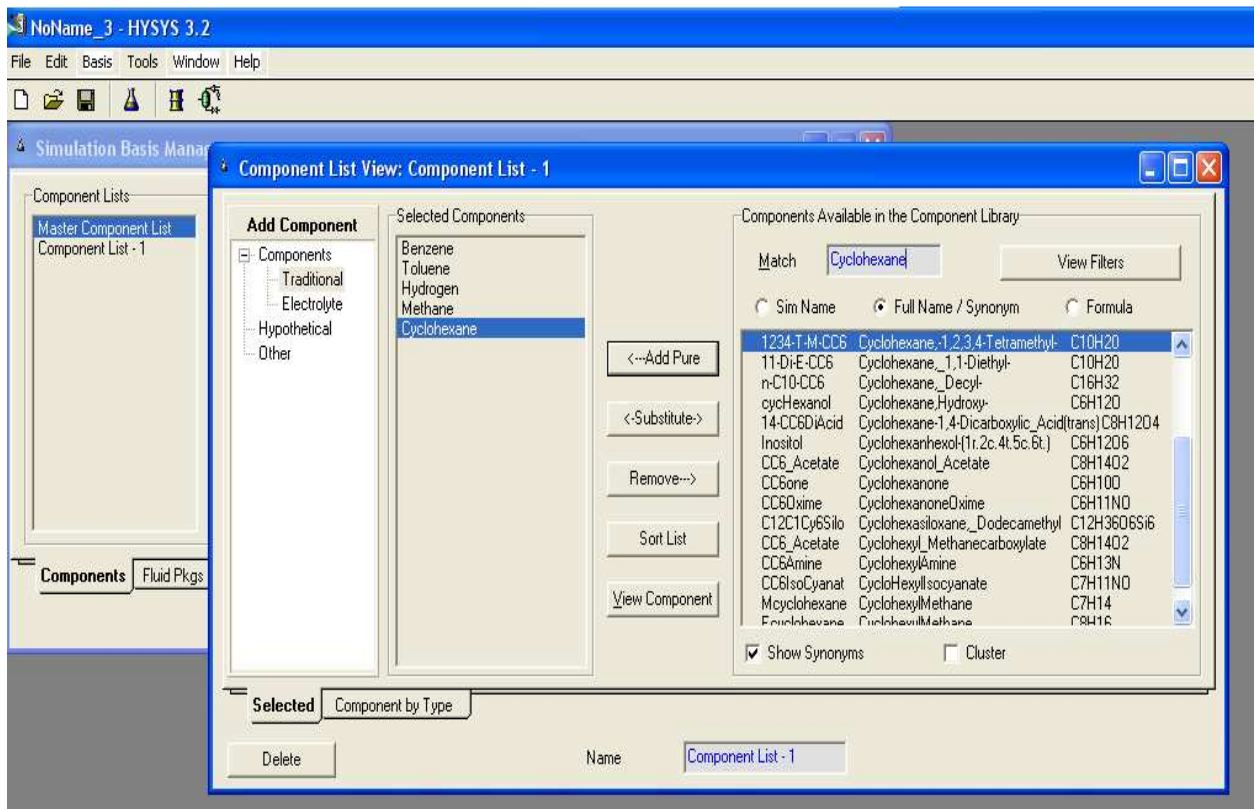 NoName_3 - HYSYS 3.2
File Edit Basis Tools Window Help
Simulation Basis Manag
Component Lists
Master Component List
Component List - 1
Components Fluid Pkgs
Component List View: Component List - 1
Add Component
Components
Traditional
Electrolyte
Hypothetical
Other
Selected Components
Benzene
Toluene
Hydrogen
Methane
Cyclohexane
<---Add Pure
<-Substitute->
Remove--->
Sort List
View Component
Components Available in the Component Library
Match Cyclohexane View Filters
Sim Name Full Name / Synonym Formula
1234-T-M-CC6 Cyclohexane,-1,2,3,4-Tetramethyl- C10H20
11-Di-E-CC6 Cyclohexane,_1,1-Diethyl- C10H20
n-C10-CC6 Cyclohexane,_Decyl- C16H32
cycHexanol Cyclohexane,Hydroxy- C6H12O
14-CC6DiAcid Cyclohexane-1,4-Dicarboxylic_Acid(trans) C8H12O4
Inositol Cyclohexanhexol-(1r.2c.4t.5c.6t.) C6H12O6
CC6_Acetate Cyclohexanol_Acetate C8H14O2
CC6one Cyclohexanone C6H10O
CC6Oxime CyclohexanoneOxime C6H11NO
C12C1Cy6Silo Cyclohexasiloxane,_Dodecamethyl C12H36O6Si6
CC6_Acetate Cyclohexyl_Methanecarboxylate C8H14O2
CC6Amine CyclohexylAmine C6H13N
CC6IsoCyanat CycloHexylIsocyanate C7H11NO
Mcyclohexane CyclohexylMethane C7H14
Ecyclohexane CyclohexylMethane C8H16
Show Synonyms Cluster
Selected Component by Type
Delete Name Component List - 1